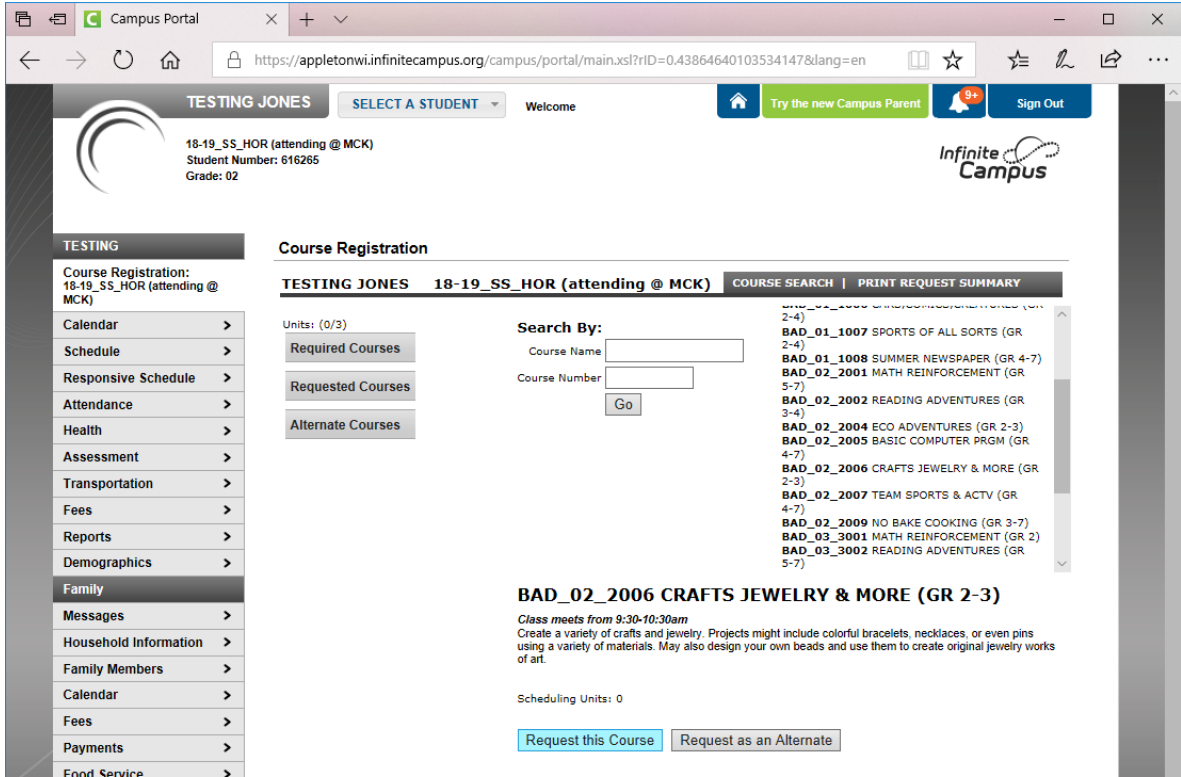 Campus Portal
https://appletonwi.infinitecampus.org/campus/portal/main.xsl?rID=0.43864640103534147&lang=en
TESTING JONES
SELECT A STUDENT
Welcome
Try the new Campus Parent
9+
Sign Out
18-19_SS_HOR (attending @ MCK)
Student Number: 616265
Grade: 02
Infinite
Campus
TESTING
Course Registration:
18-19_SS_HOR (attending @
MCK)
Calendar
Schedule
Responsive Schedule
Attendance
Health
Assessment
Transportation
Fees
Reports
Demographics
Family
Messages
Household Information
Family Members
Calendar
Fees
Payments
Food Service
Course Registration
TESTING JONES 18-19_SS_HOR (attending @ MCK) COURSE SEARCH | PRINT REQUEST SUMMARY
Units: (0/3)
Required Courses
Requested Courses
Alternate Courses
Search By:
Course Name
Course Number
Go
2-4)
BAD_01_1007 SPORTS OF ALL SORTS (GR
2-4)
BAD_01_1008 SUMMER NEWSPAPER (GR 4-7)
BAD_02_2001 MATH REINFORCEMENT (GR
5-7)
BAD_02_2002 READING ADVENTURES (GR
3-4)
BAD_02_2004 ECO ADVENTURES (GR 2-3)
BAD_02_2005 BASIC COMPUTER PRGM (GR
4-7)
BAD_02_2006 CRAFTS JEWELRY & MORE (GR
2-3)
BAD_02_2007 TEAM SPORTS & ACTV (GR
4-7)
BAD_02_2009 NO BAKE COOKING (GR 3-7)
BAD_03_3001 MATH REINFORCEMENT (GR 2)
BAD_03_3002 READING ADVENTURES (GR
5-7)
BAD_02_2006 CRAFTS JEWELRY & MORE (GR 2-3)
Class meets from 9:30-10:30am
Create a variety of crafts and jewelry. Projects might include colorful bracelets, necklaces, or even pins
using a variety of materials. May also design your own beads and use them to create original jewelry works
of art.
Scheduling Units: 0
Request this Course
Request as an Alternate